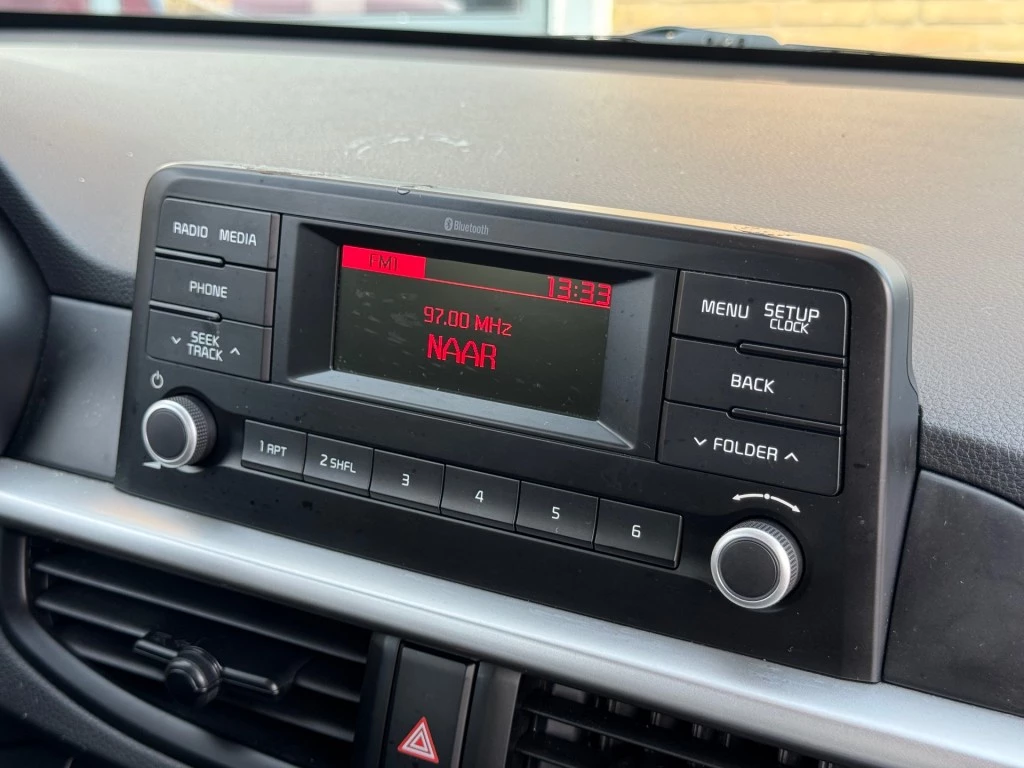 Bluetooth
RADIO MEDIA
PHONE
SEEK
TRACK
FM1
13:33
97.00 MHz
NAAR
MENU SETUP
CLOCK
BACK
FOLDER
1 RPT
2 SHFL
3
4
5
6